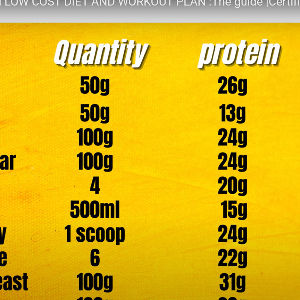 LOW COST DIET AND WORKOUT PLAN : The guide |Certifi
Quantity protein
50g 26g
50g 13g
100g 24g
ar 100g 24g
4 20g
500ml 15g
y 1 scoop 24g
e 6 22g
east 100g 31g